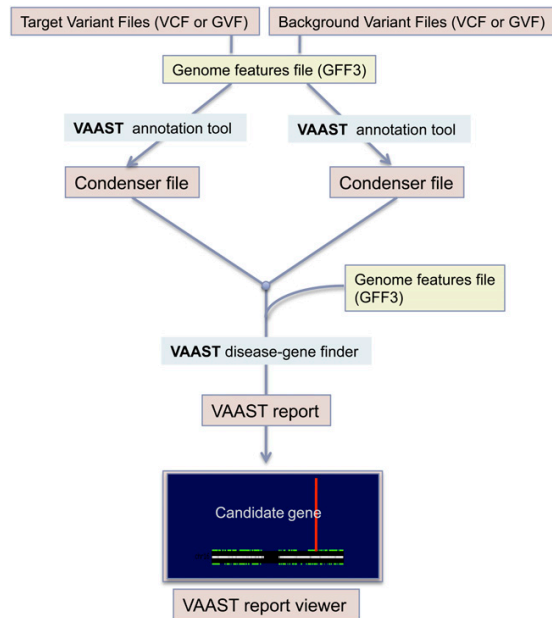 Target Variant Files (VCF or GVF)
Background Variant Files (VCF or GVF)
Genome features file (GFF3)
VAAST annotation tool
VAAST annotation tool
Condenser file
Condenser file
Genome features file
(GFF3)
VAAST disease-gene finder
VAAST report
Candidate gene
VAAST report viewer